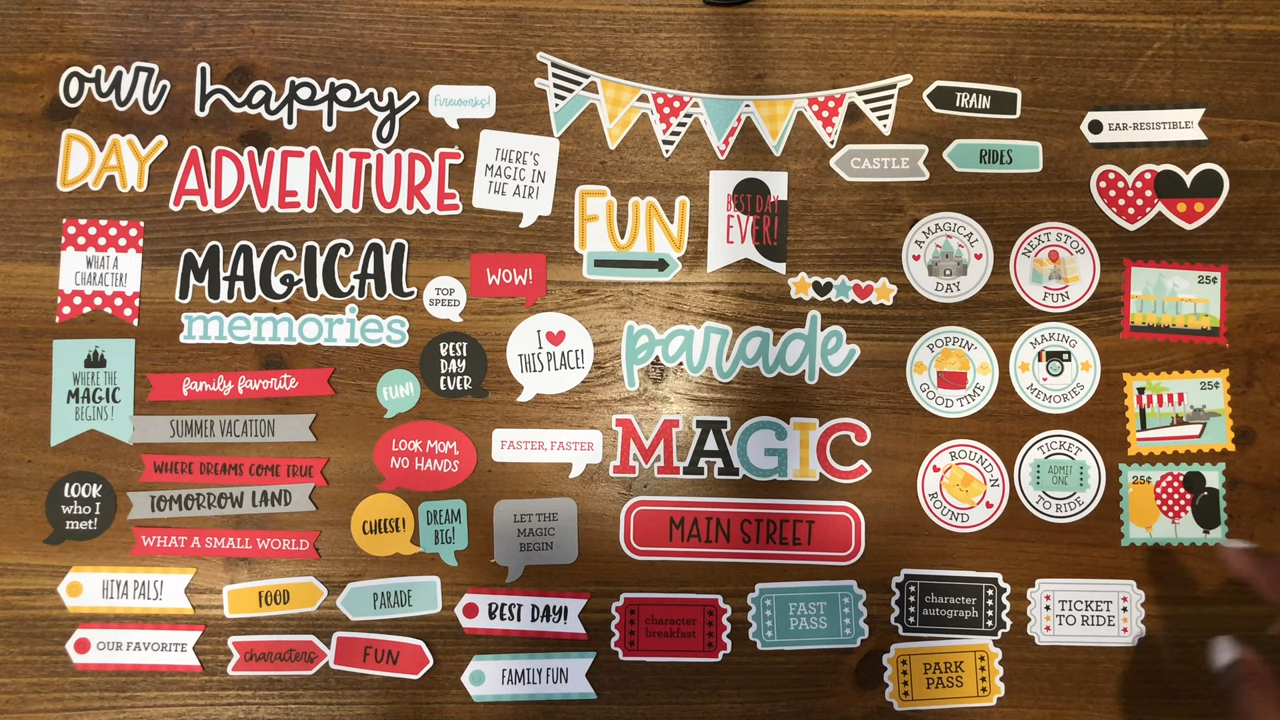 our happy
Fireworks!
DAY
ADVENTURE
THERE'S
MAGIC IN
THE AIR!
TRAIN
EAR-RESISTIBLE!
CASTLE
RIDES
FUN
BEST DAY
EVER!
WHAT A
CHARACTER!
MAGICAL
memories
TOP
SPEED
WOW!
A MAGICAL
DAY
NEXT STOP
FUN
25¢
WHERE THE
MAGIC
BEGINS!
family favorite
FUN!
BEST
DAY
EVER
I
THIS PLACE!
parade
POPPIN'
GOOD TIME
MAKING
MEMORIES
25¢
SUMMER VACATION
LOOK MOM,
NO HANDS
FASTER, FASTER
MAGIC
WHERE DREAMS COME TRUE
ROUND-N
ROUND
TICKET
ADMIT
ONE
TO RIDE
25¢
LOOK
who I
met!
TOMORROW LAND
WHAT A SMALL WORLD
CHEESE!
DREAM
BIG!
LET THE
MAGIC
BEGIN
MAIN STREET
HIYA PALS!
FOOD
PARADE
BEST DAY!
character
breakfast
FAST
PASS
character
autograph
TICKET
TO RIDE
OUR FAVORITE
characters
FUN
FAMILY FUN
PARK
PASS